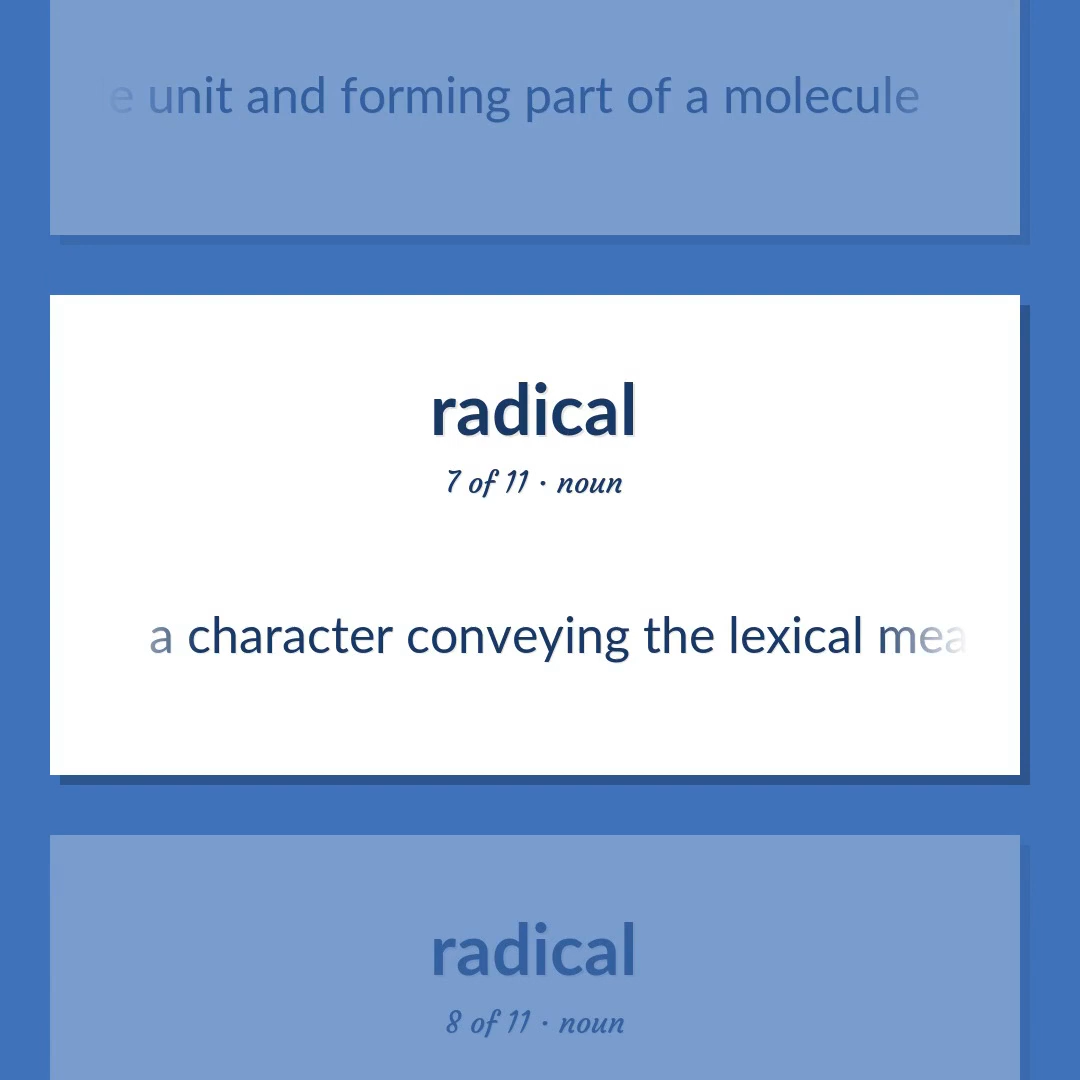 e unit and forming part of a molecule
radical
7 of 11 · noun
a character conveying the lexical mea
radical
8 of 11 · noun